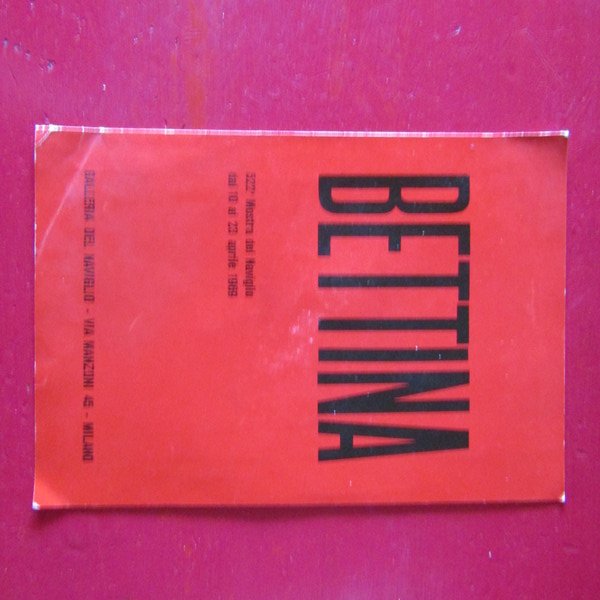 BETTINA
522ª Mostra del Naviglio
dal 10 al 23 aprile 1969
GALLERIA DEL NAVIGLIO - VIA MANZONI 45 - MILANO